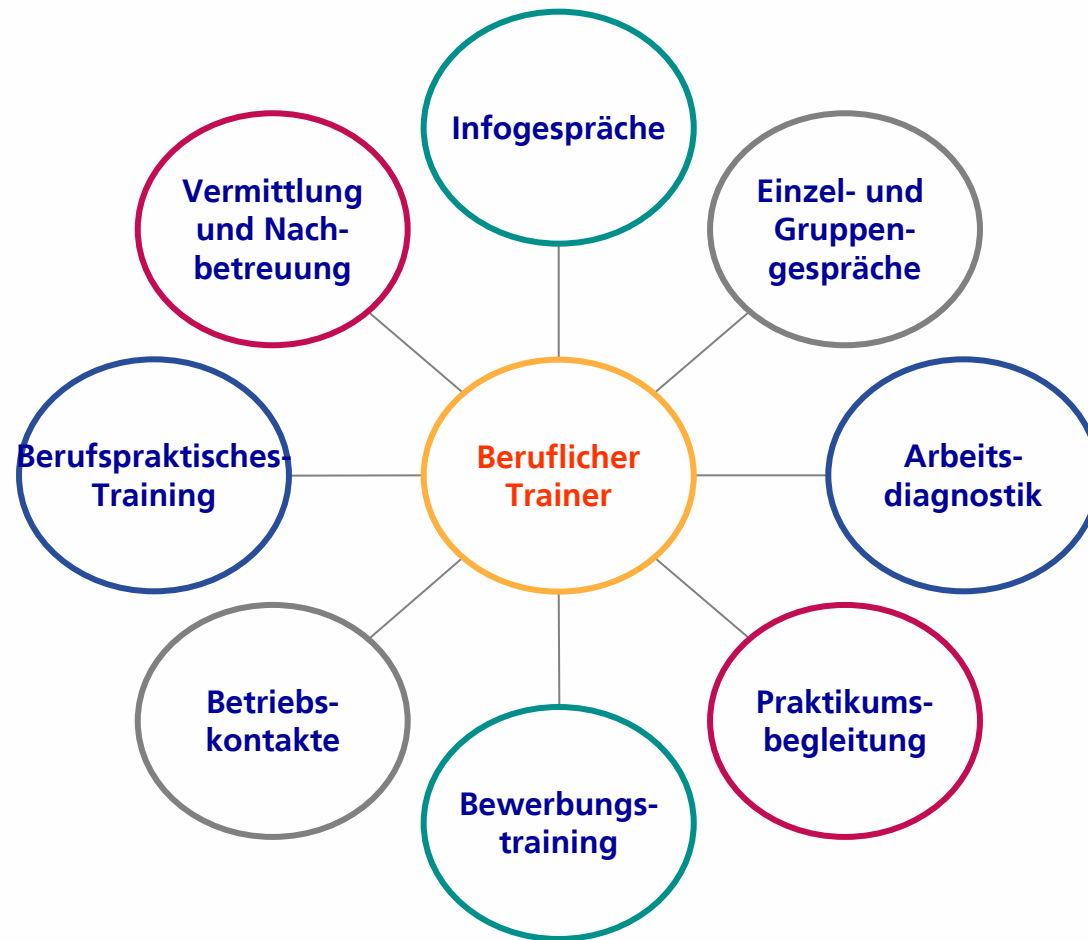 Infogespräche
Einzel- und
Gruppen-
gespräche
Arbeits-
diagnostik
Praktikums-
begleitung
Bewerbungs-
training
Betriebs-
kontakte
Berufspraktisches-
Training
Vermittlung
und Nach-
betreuung
Beruflicher
Trainer